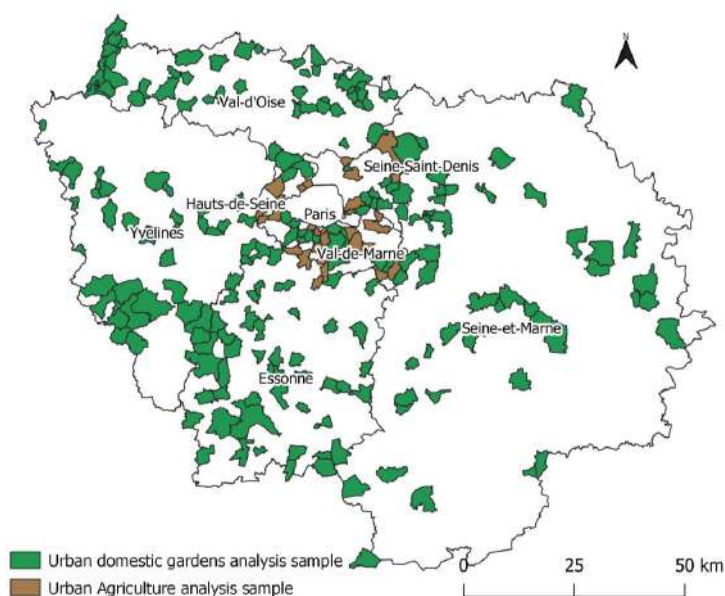 N
Val-d'Oise
Seine-Saint-Denis
Hauts-de-Seine
Paris
Yvelines
Val-de-Marne
Seine-et-Marne
Essonne
Urban domestic gardens analysis sample
0 25 50 km
Urban Agriculture analysis sample